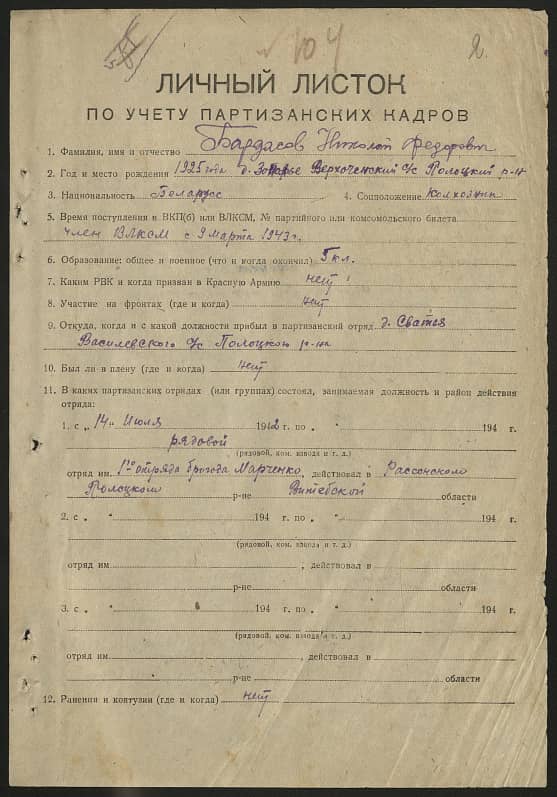 104
2.
ЛИЧНЫЙ ЛИСТОК
ПО УЧЕТУ ПАРТИЗАНСКИХ КАДРОВ
1. Фамилия, имя и отчество Бардасов Николай Федорович
2. Год и место рождения 1925 года д. Верхоченский с/с Полоцкий р-н
3. Национальность Беларусс 4. Соцположение Колхозник
5. Время поступления в ВКП(б) или ВЛКСМ, № партийного или комсомольского билета
член ВЛКСМ с 9 марта 1943 г.
6. Образование: общее и военное (что и когда окончил) 5 кл.
7. Каким РВК и когда призван в Красную Армию нет
8. Участие на фронтах (где и когда) нет
9. Откуда, когда и с какой должности прибыл в партизанский отряд д.
Василевского с/с Полоцкого р-на
10. Был ли в плену (где и когда) нет
11. В каких партизанских отрядах (или группах) состоял, занимаемая должность и район действия
отряда:
1. с „14" Июля 1942 г. по „ " 194 г.
рядовой
(рядовой, ком. взвода и т. д.)
отряд им. 1го отряда бригада Марченко, действовал в Россонского
Полоцкого р-не Витебской области
2. с „ " 194 г. по „ " 194 г.
(рядовой, ком. взвода и т. д.)
отряд им , действовал в
р-не области
3. с „ " 194 г. по „ " 194 г.
(рядовой, ком. взвода и т. д.)
отряд им. , действовал в
р-не области
12. Ранения и контузии (где и когда) нет